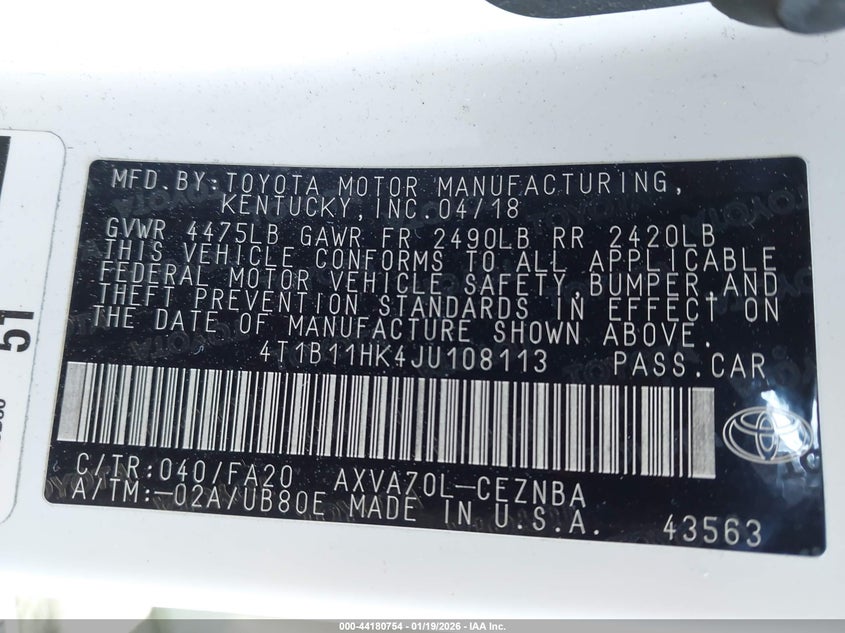 MFD.BY:TOYOTA MOTOR MANUFACTURING,
KENTUCKY,INC.04/18
GVWR 4475LB GAWR FR 2490LB RR 2420LB
THIS VEHICLE CONFORMS TO ALL APPLICABLE
FEDERAL MOTOR VEHICLE SAFETY,BUMPER,AND
THEFT PREVENTION STANDARDS IN EFFECT ON
THE DATE OF MANUFACTURE SHOWN ABOVE.
4T1B11HK4JU108113 PASS.CAR
C/TR:040/FA20 AXVA70L-CEZNBA
A/TM:-02A/UB80E MADE IN U.S.A. 43563
51
000-44180754 - 01/19/2026 - IAA Inc.